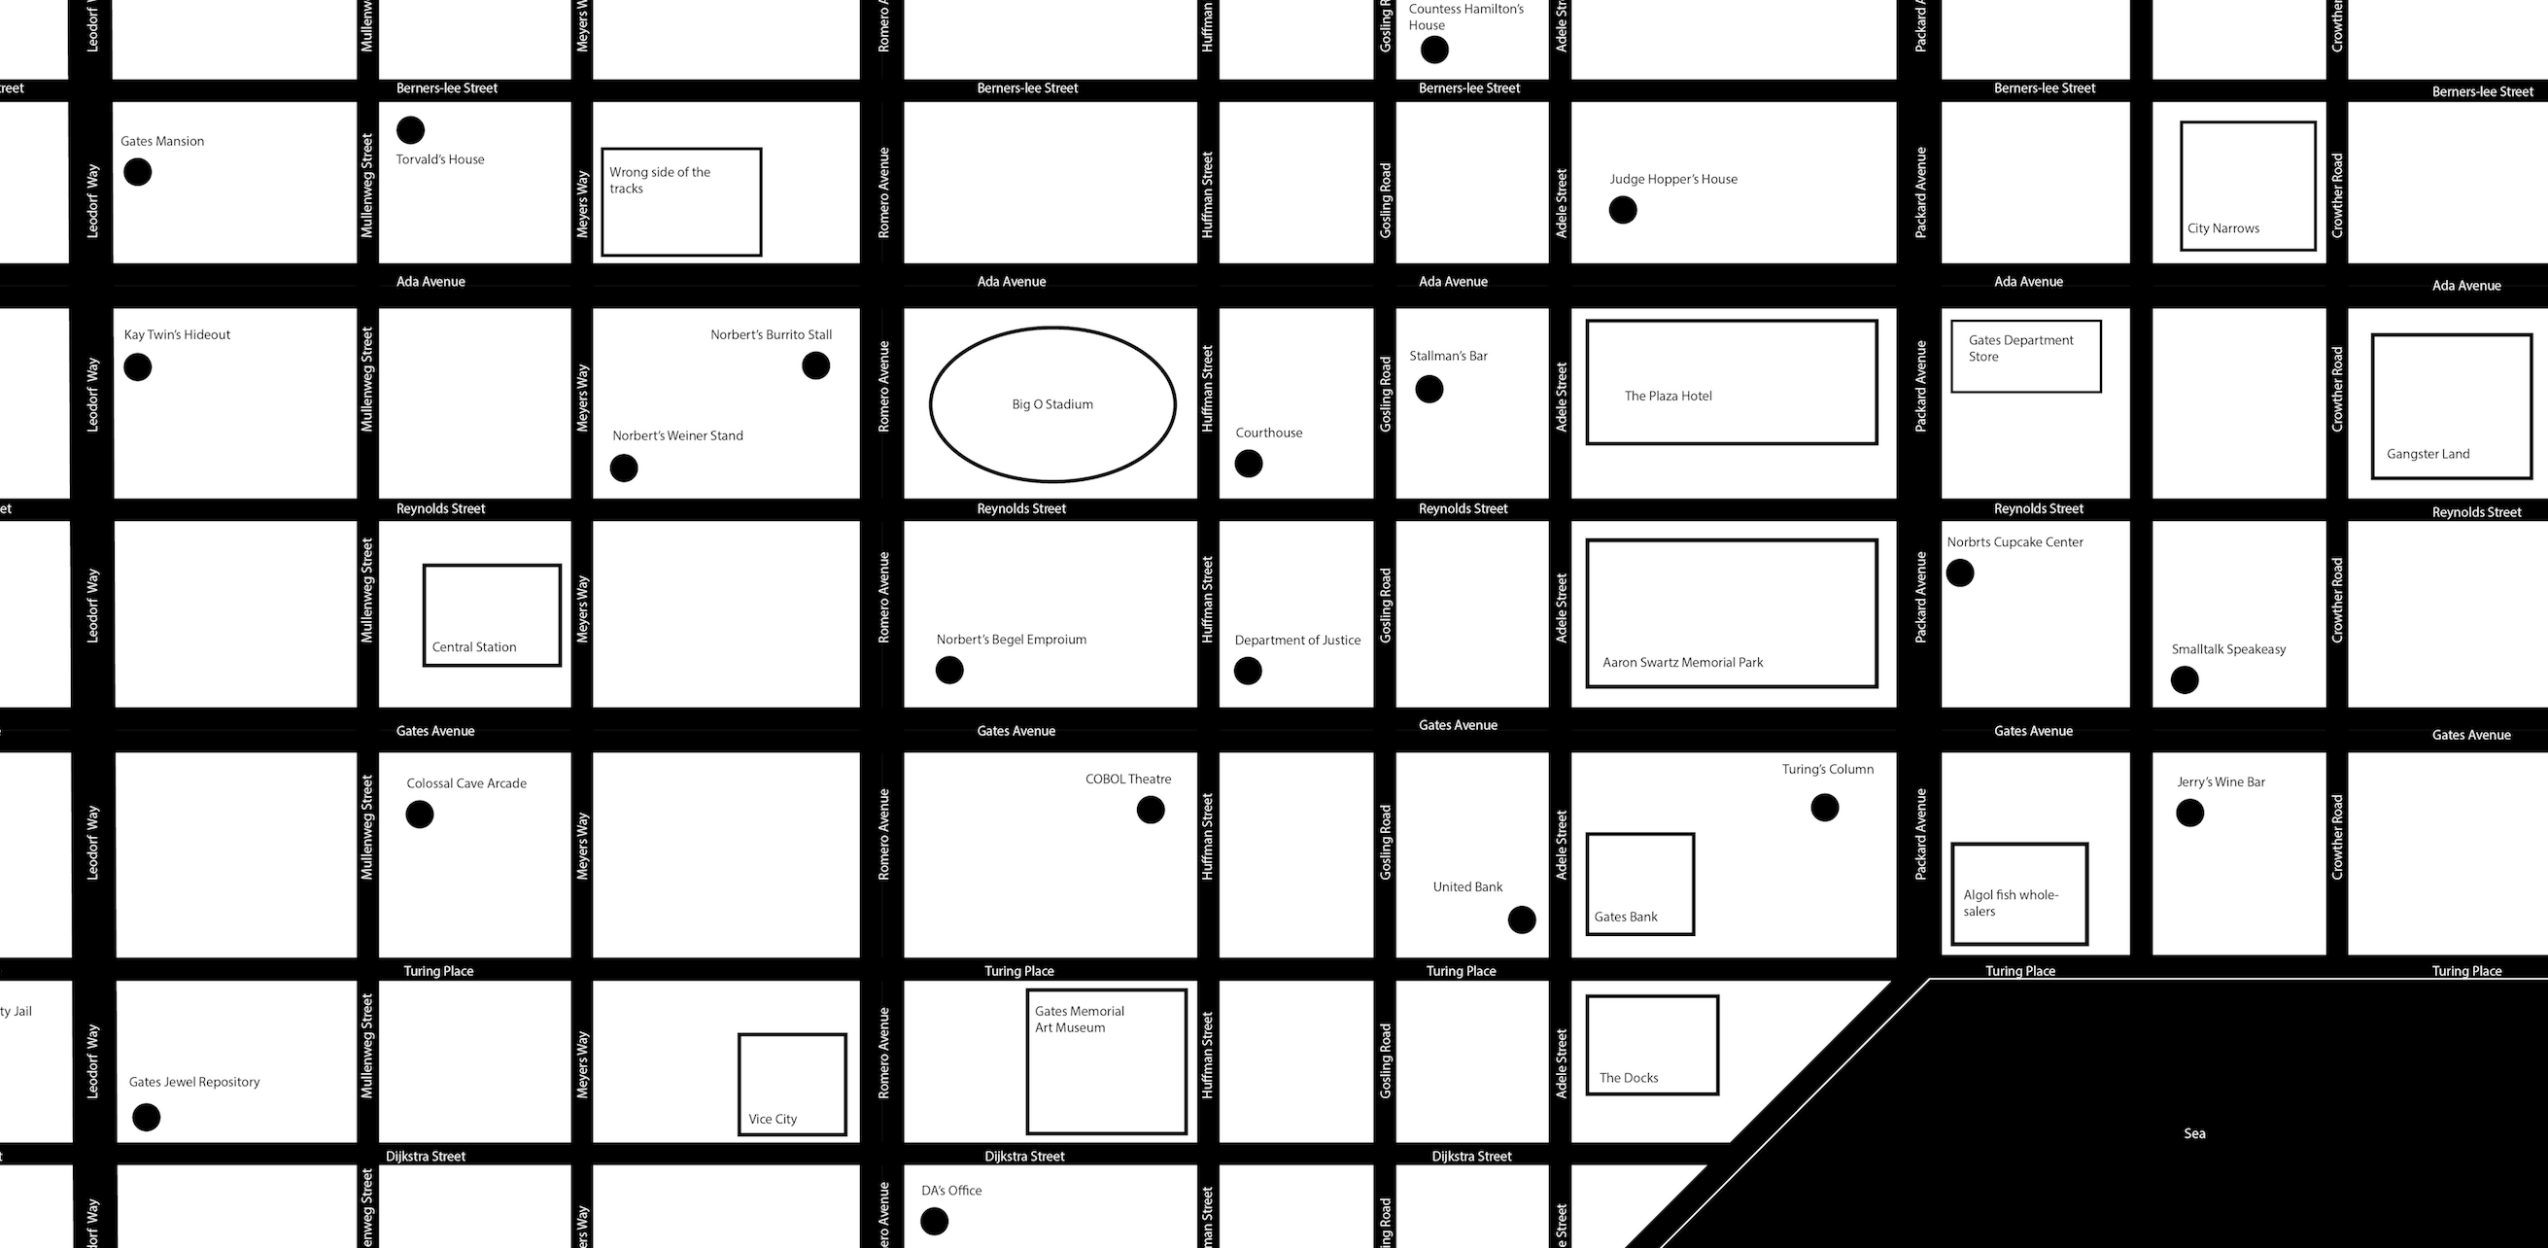 Leodorf
Mullenw
Meyers W
Romero A
Huffman
Gosling R
Adele Str
Packard A
Crowther
Countess Hamilton's
House
reet
Berners-lee Street
Berners-lee Street
Berners-lee Street
Berners-lee Street
Berners-lee Street
Leodorf Way
Mullenweg Street
Meyers Way
Romero Avenue
Huffman Street
Gosling Road
Adele Street
Packard Avenue
Crowther Road
Gates Mansion
Torvald's House
Wrong side of the
tracks
Judge Hopper's House
City Narrows
Ada Avenue
Ada Avenue
Ada Avenue
Ada Avenue
Ada Avenue
Leodorf Way
Mullenweg Street
Meyers Way
Romero Avenue
Huffman Street
Gosling Road
Adele Street
Packard Avenue
Crowther Road
Kay Twin's Hideout
Norbert's Burrito Stall
Norbert's Weiner Stand
Big O Stadium
Courthouse
Stallman's Bar
The Plaza Hotel
Gates Department
Store
Gangster Land
et
Reynolds Street
Reynolds Street
Reynolds Street
Reynolds Street
Reynolds Street
Leodorf Way
Mullenweg Street
Meyers Way
Romero Avenue
Huffman Street
Gosling Road
Adele Street
Packard Avenue
Crowther Road
Central Station
Norbert's Begel Emproium
Department of Justice
Aaron Swartz Memorial Park
Norbrts Cupcake Center
Smalltalk Speakeasy
Gates Avenue
Gates Avenue
Gates Avenue
Gates Avenue
Gates Avenue
Leodorf Way
Mullenweg Street
Meyers Way
Romero Avenue
Huffman Street
Gosling Road
Adele Street
Packard Avenue
Crowther Road
Colossal Cave Arcade
COBOL Theatre
United Bank
Turing's Column
Gates Bank
Algol fish whole-
salers
Jerry's Wine Bar
Turing Place
Turing Place
Turing Place
Turing Place
Turing Place
Leodorf Way
Mullenweg Street
Meyers Way
Romero Avenue
Huffman Street
Gosling Road
Adele Street
ty Jail
Gates Jewel Repository
Vice City
Gates Memorial
Art Museum
The Docks
Sea
t
Dijkstra Street
Dijkstra Street
Dijkstra Street
dorf Way
enweg Street
ers Way
ero Avenue
man Street
ing Road
e Street
DA's Office